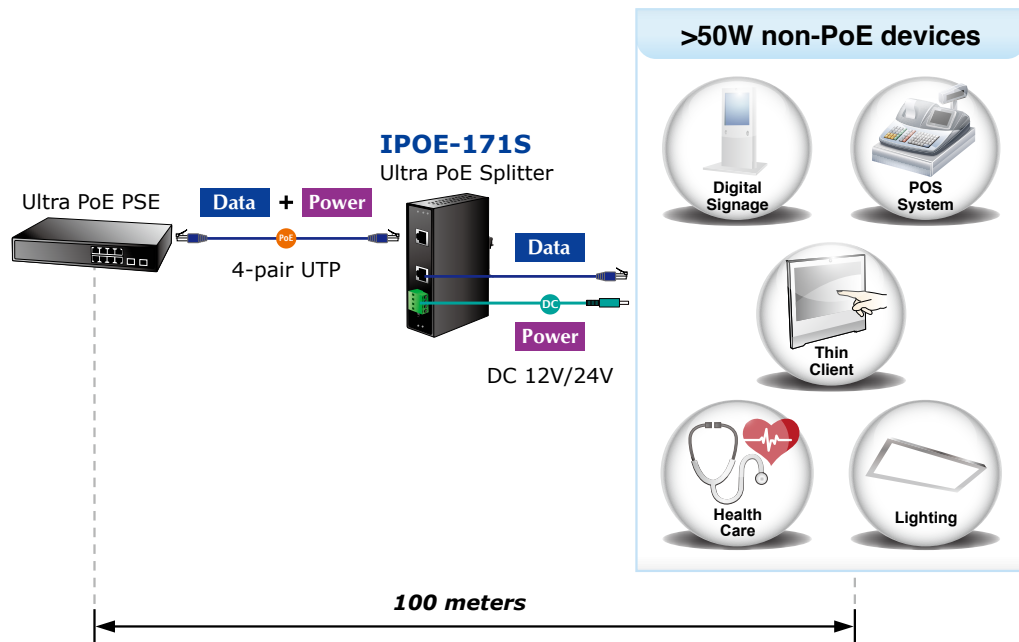 >50W non-PoE devices
Digital
Signage
POS
System
IPOE-171S
Ultra PoE Splitter
Ultra PoE PSE
Data + Power
PoE
4-pair UTP
Data
DC
Power
DC 12V/24V
Thin
Client
Health
Care
Lighting
100 meters